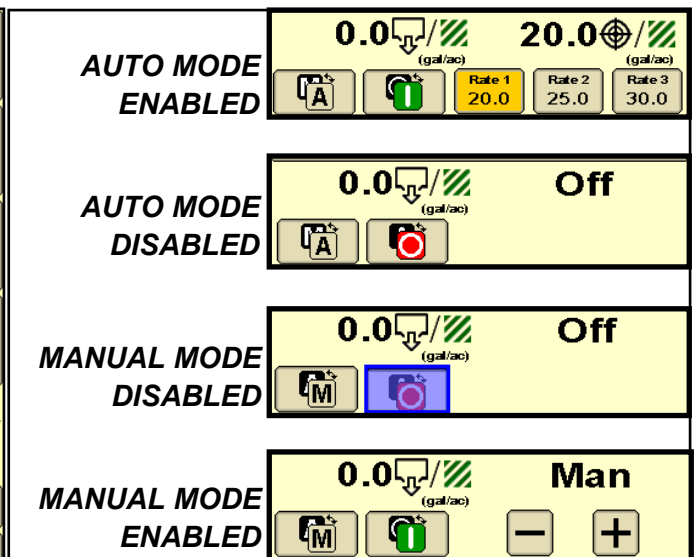 AUTO MODE
ENABLED
0.0 / 20.0 /
(gal/ac) (gal/ac)
A I Rate 1 Rate 2 Rate 3
20.0 25.0 30.0
AUTO MODE
DISABLED
0.0 / Off
(gal/ac)
A
MANUAL MODE
DISABLED
0.0 / Off
(gal/ac)
M
MANUAL MODE
ENABLED
0.0 / Man
(gal/ac)
M I − +